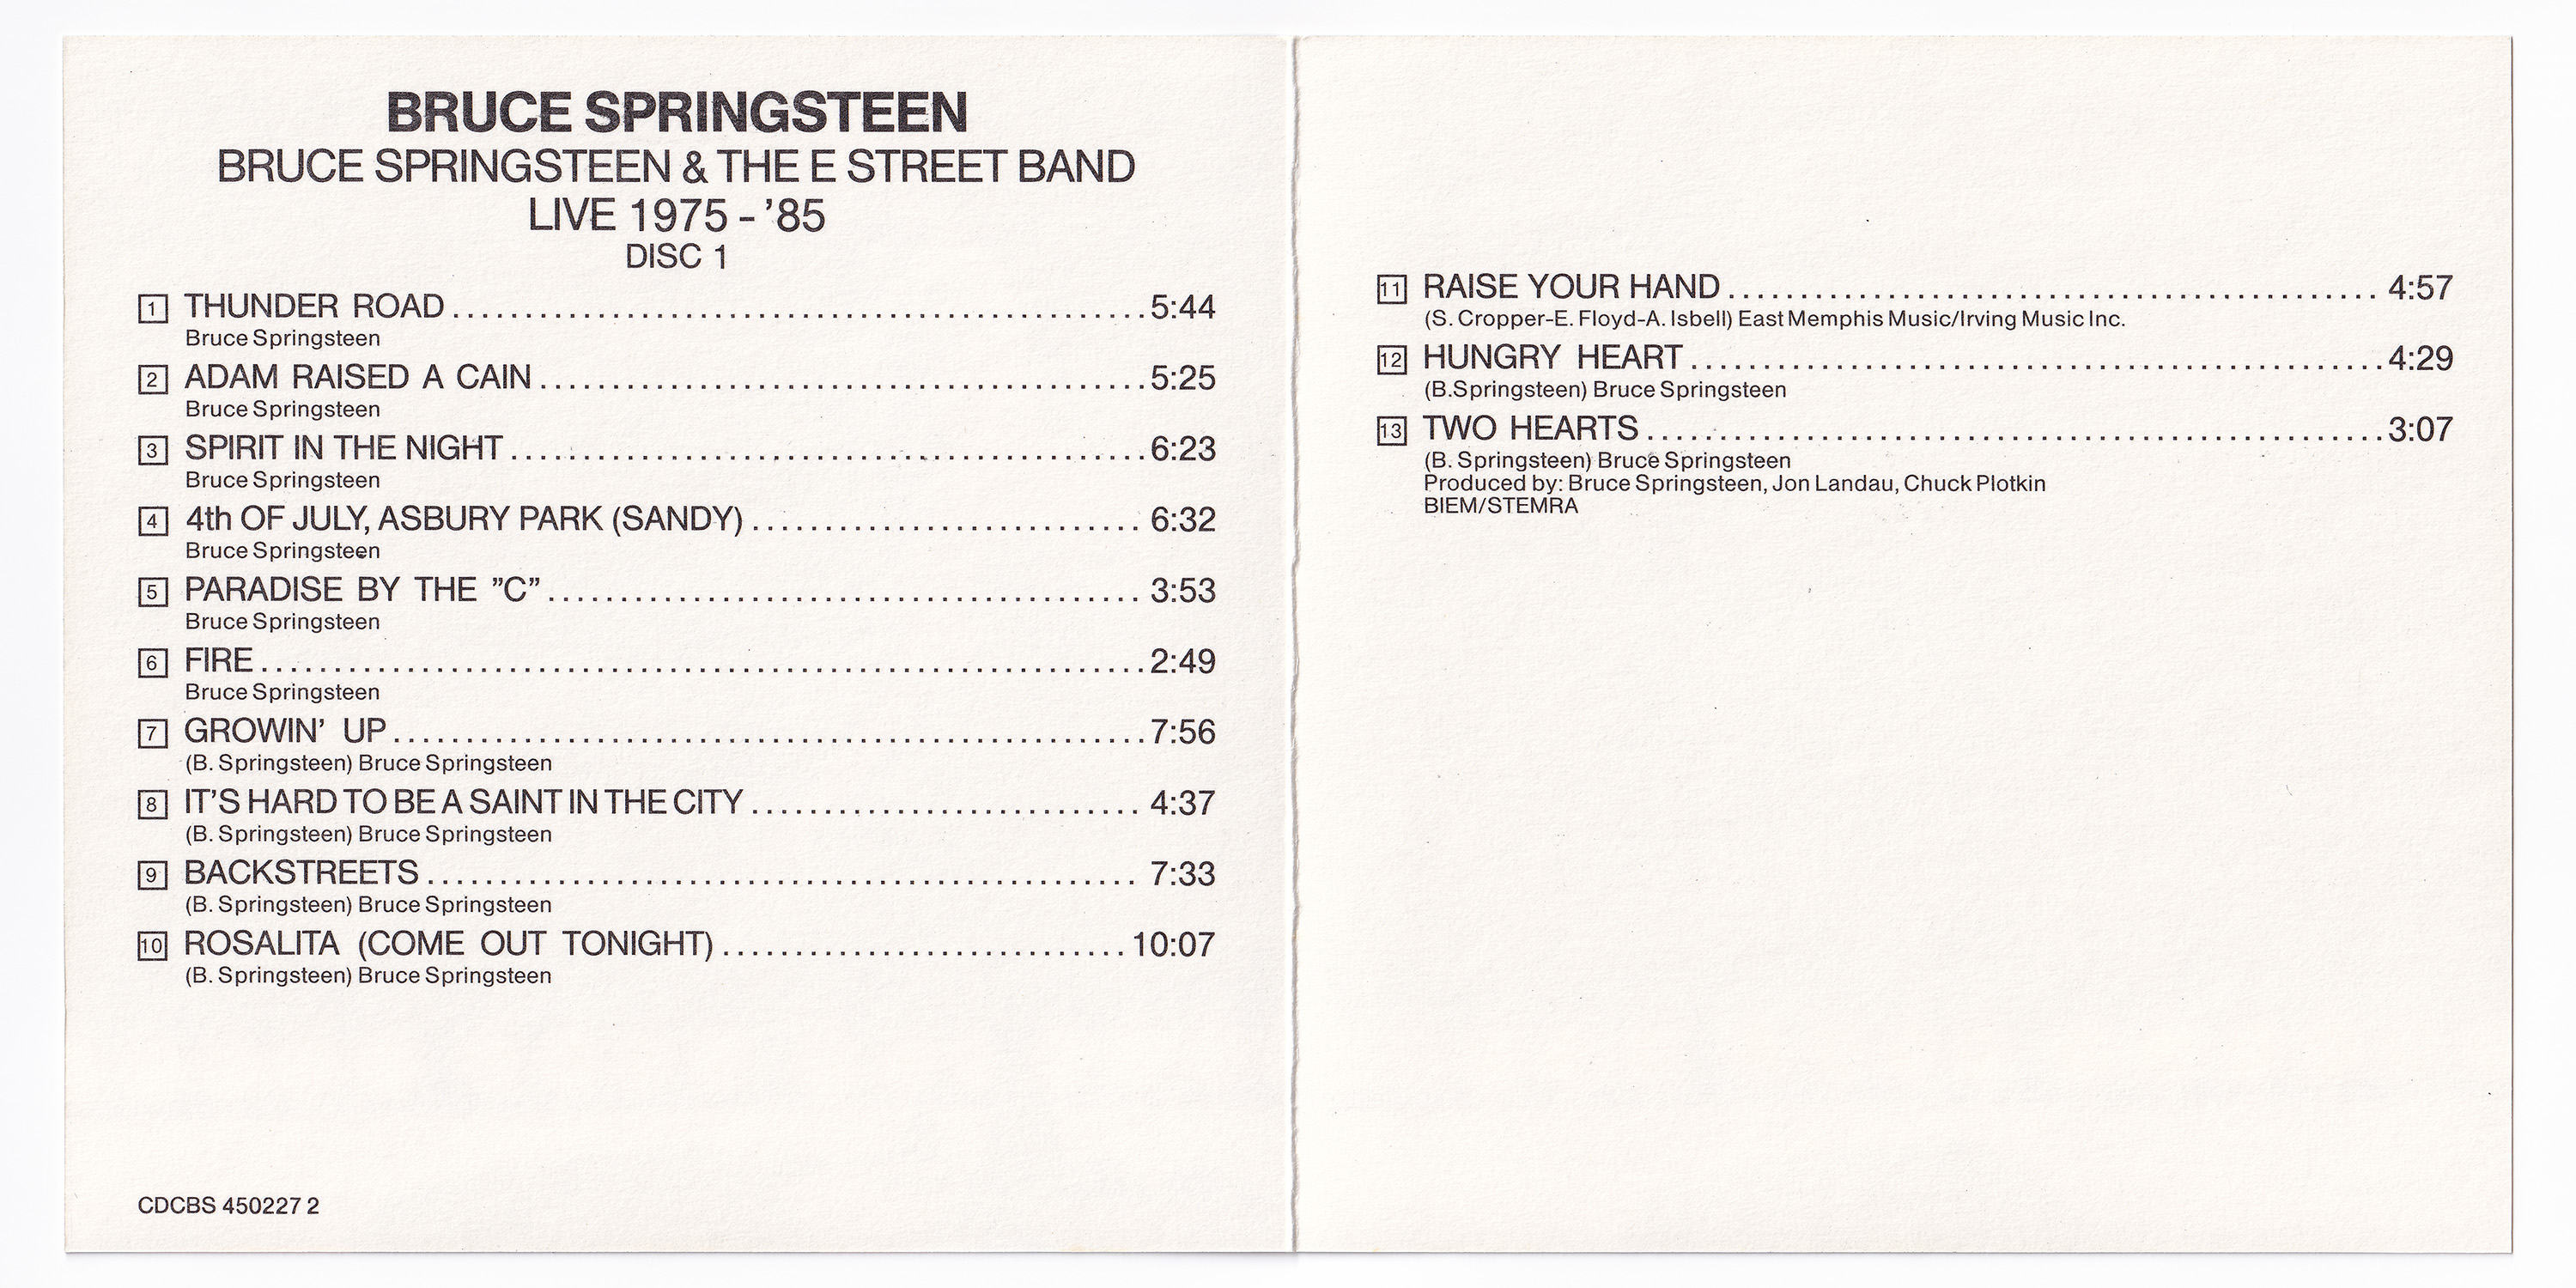 BRUCE SPRINGSTEEN
BRUCE SPRINGSTEEN & THE E STREET BAND
LIVE 1975 - ’85
DISC 1
1 THUNDER ROAD 5:44
Bruce Springsteen
2 ADAM RAISED A CAIN 5:25
Bruce Springsteen
3 SPIRIT IN THE NIGHT 6:23
Bruce Springsteen
4 4th OF JULY, ASBURY PARK (SANDY) 6:32
Bruce Springsteen
5 PARADISE BY THE ”C” 3:53
Bruce Springsteen
6 FIRE 2:49
Bruce Springsteen
7 GROWIN’ UP 7:56
(B. Springsteen) Bruce Springsteen
8 IT’S HARD TO BE A SAINT IN THE CITY 4:37
(B. Springsteen) Bruce Springsteen
9 BACKSTREETS 7:33
(B. Springsteen) Bruce Springsteen
10 ROSALITA (COME OUT TONIGHT) 10:07
(B. Springsteen) Bruce Springsteen
CDCBS 450227 2
11 RAISE YOUR HAND 4:57
(S. Cropper-E. Floyd-A. Isbell) East Memphis Music/Irving Music Inc.
12 HUNGRY HEART 4:29
(B.Springsteen) Bruce Springsteen
13 TWO HEARTS 3:07
(B. Springsteen) Bruce Springsteen
Produced by: Bruce Springsteen, Jon Landau, Chuck Plotkin
BIEM/STEMRA